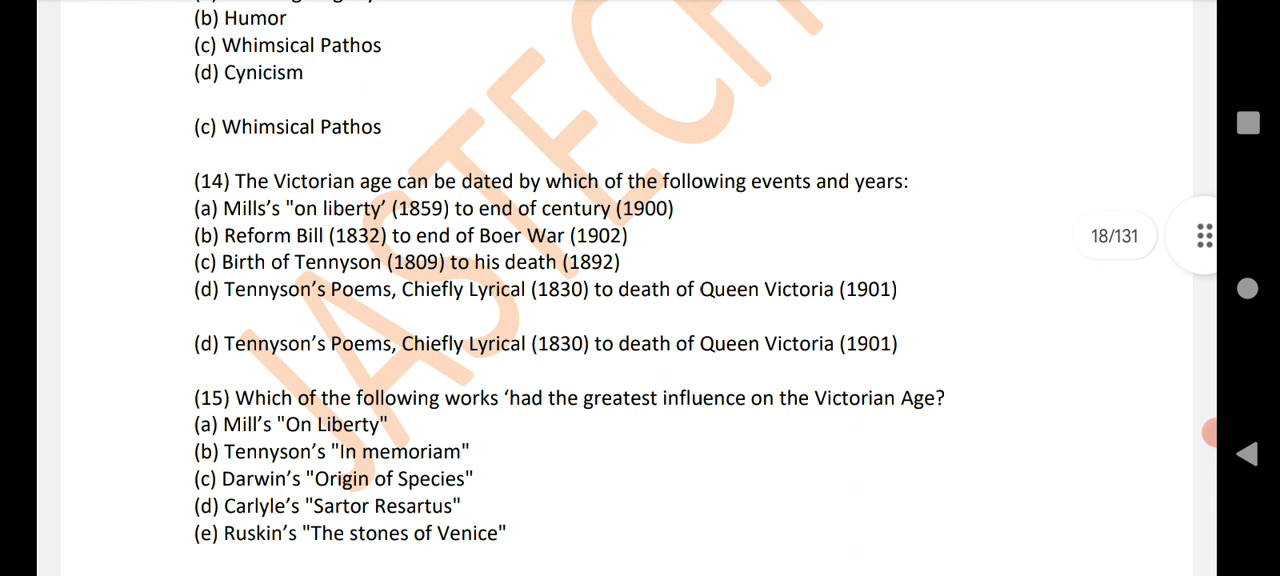 (b) Humor
(c) Whimsical Pathos
(d) Cynicism
(c) Whimsical Pathos
(14) The Victorian age can be dated by which of the following events and years:
(a) Mills's "on liberty’ (1859) to end of century (1900)
(b) Reform Bill (1832) to end of Boer War (1902)
(c) Birth of Tennyson (1809) to his death (1892)
(d) Tennyson’s Poems, Chiefly Lyrical (1830) to death of Queen Victoria (1901)
(d) Tennyson’s Poems, Chiefly Lyrical (1830) to death of Queen Victoria (1901)
(15) Which of the following works ‘had the greatest influence on the Victorian Age?
(a) Mill’s "On Liberty"
(b) Tennyson’s "In memoriam"
(c) Darwin’s "Origin of Species"
(d) Carlyle’s "Sartor Resartus"
(e) Ruskin’s "The stones of Venice"
18/131
JASTECH